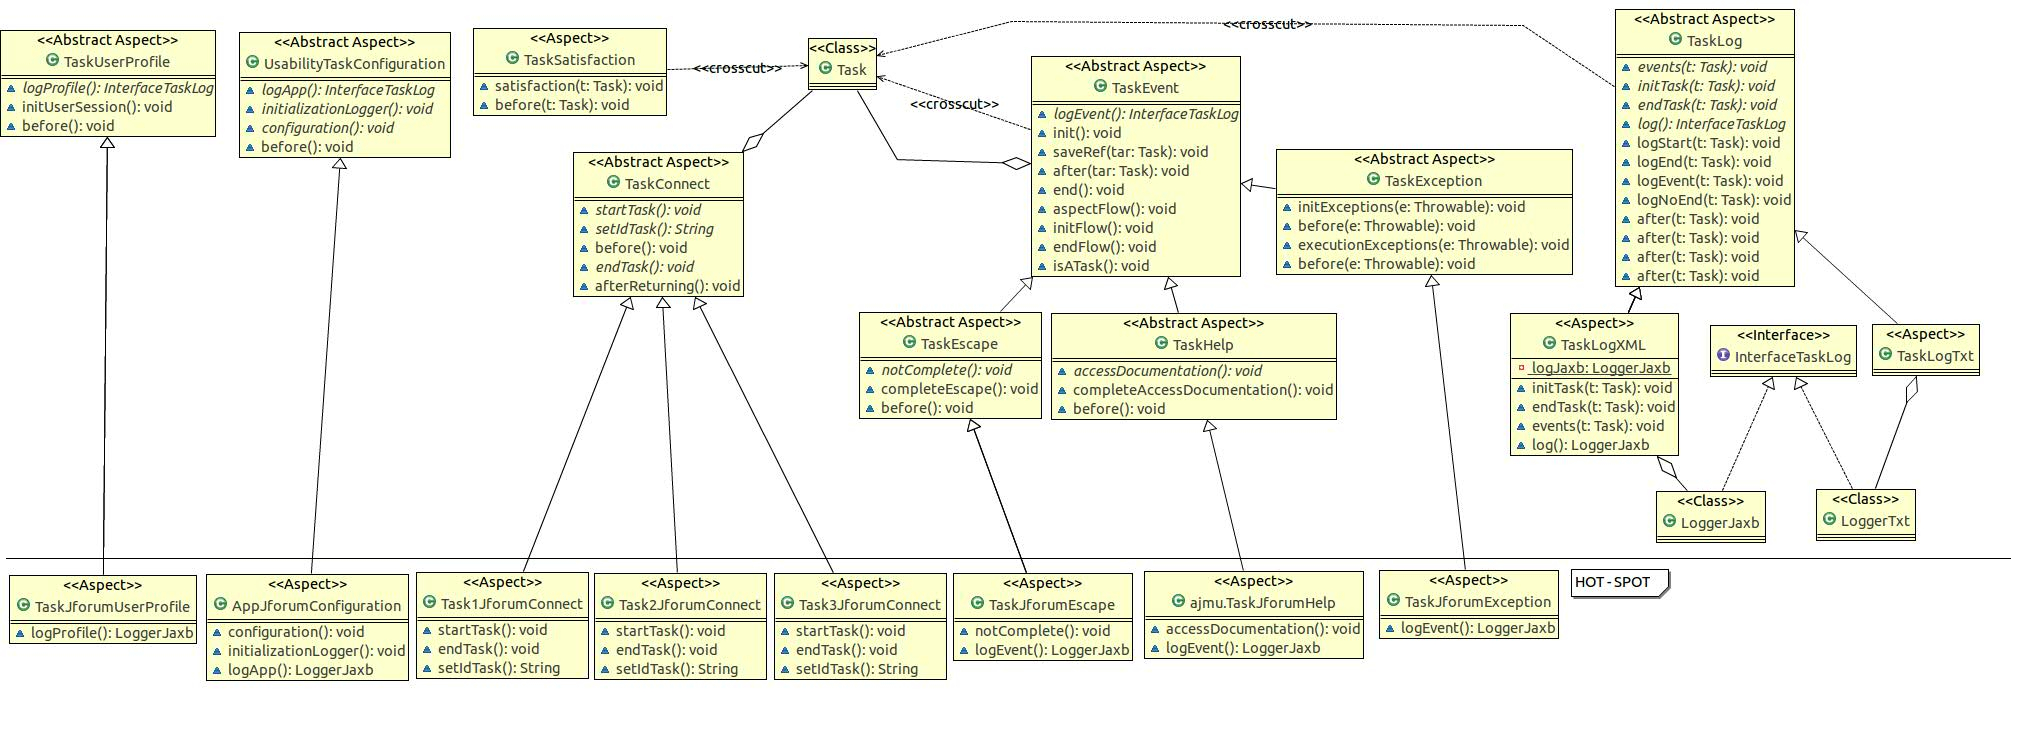 <<Abstract Aspect>>
TaskUserProfile
logProfile(): InterfaceTaskLog
initUserSession(): void
before(): void
<<Abstract Aspect>>
UsabilityTaskConfiguration
logApp(): InterfaceTaskLog
initializationLogger(): void
configuration(): void
before(): void
<<Aspect>>
TaskSatisfaction
satisfaction(t: Task): void
before(t: Task): void
<<crosscut>>
<<Class>>
Task
<<crosscut>>
<<crosscut>>
<<Abstract Aspect>>
TaskConnect
startTask(): void
setIdTask(): String
before(): void
endTask(): void
afterReturning(): void
<<Abstract Aspect>>
TaskEvent
logEvent(): InterfaceTaskLog
init(): void
saveRef(tar: Task): void
after(tar: Task): void
end(): void
aspectFlow(): void
initFlow(): void
endFlow(): void
isATask(): void
<<Abstract Aspect>>
TaskException
initExceptions(e: Throwable): void
before(e: Throwable): void
executionExceptions(e: Throwable): void
before(e: Throwable): void
<<Abstract Aspect>>
TaskLog
events(t: Task): void
initTask(t: Task): void
endTask(t: Task): void
log(): InterfaceTaskLog
logStart(t: Task): void
logEnd(t: Task): void
logEvent(t: Task): void
logNoEnd(t: Task): void
after(t: Task): void
after(t: Task): void
after(t: Task): void
after(t: Task): void
<<Abstract Aspect>>
TaskEscape
notComplete(): void
completeEscape(): void
before(): void
<<Abstract Aspect>>
TaskHelp
accessDocumentation(): void
completeAccessDocumentation(): void
before(): void
<<Aspect>>
TaskLogXML
logJaxb: LoggerJaxb
initTask(t: Task): void
endTask(t: Task): void
events(t: Task): void
log(): LoggerJaxb
<<Interface>>
InterfaceTaskLog
<<Aspect>>
TaskLogTxt
<<Class>>
LoggerJaxb
<<Class>>
LoggerTxt
<<Aspect>>
TaskJforumUserProfile
logProfile(): LoggerJaxb
<<Aspect>>
AppJforumConfiguration
configuration(): void
initializationLogger(): void
logApp(): LoggerJaxb
<<Aspect>>
Task1JforumConnect
startTask(): void
endTask(): void
setIdTask(): String
<<Aspect>>
Task2JforumConnect
startTask(): void
endTask(): void
setIdTask(): String
<<Aspect>>
Task3JforumConnect
startTask(): void
endTask(): void
setIdTask(): String
<<Aspect>>
TaskJforumEscape
notComplete(): void
logEvent(): LoggerJaxb
<<Aspect>>
ajmu.TaskJforumHelp
accessDocumentation(): void
logEvent(): LoggerJaxb
<<Aspect>>
TaskJforumException
logEvent(): LoggerJaxb
HOT-SPOT